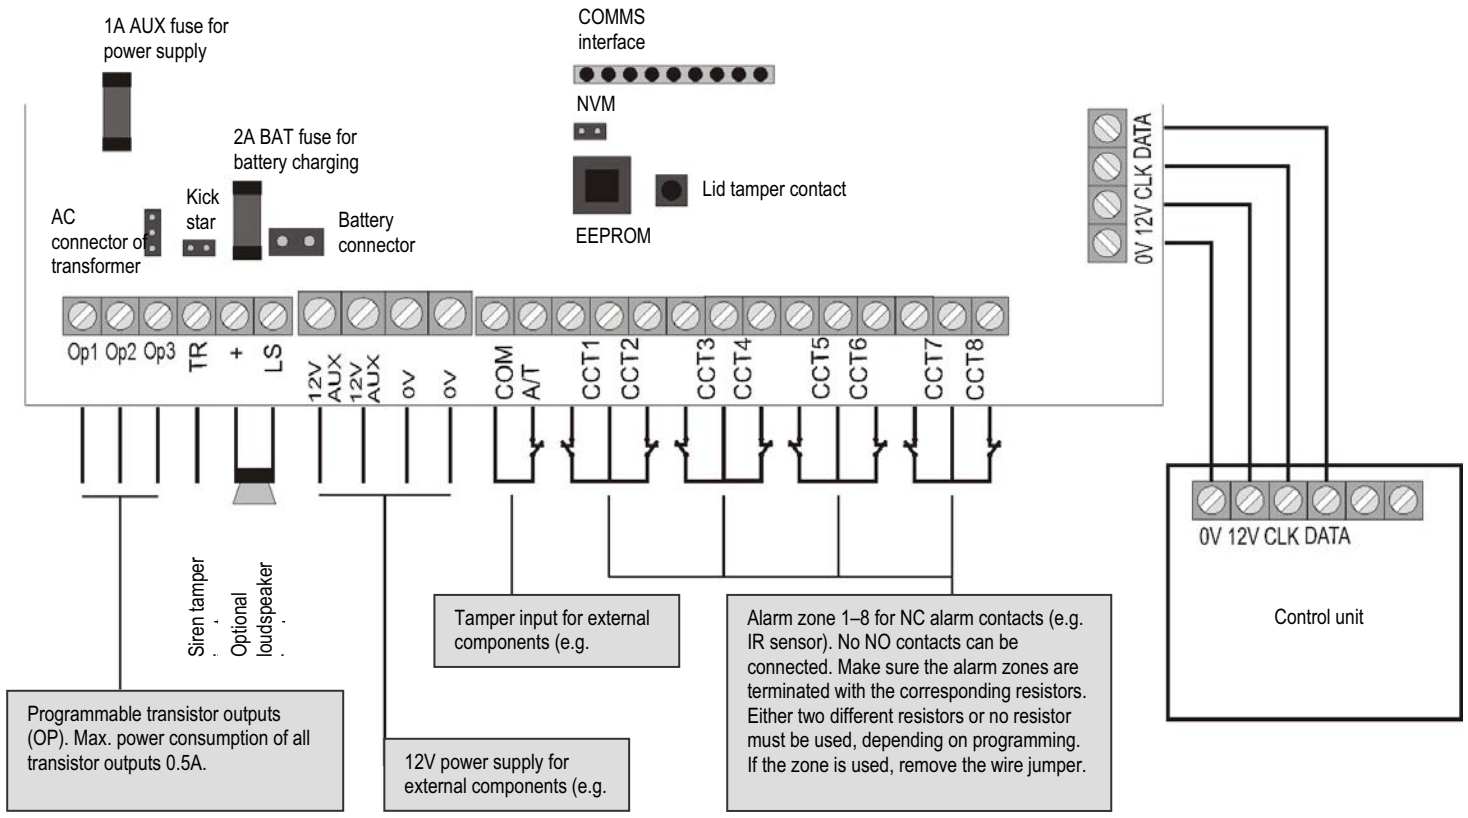 1A AUX fuse for
power supply
COMMS
interface
NVM
2A BAT fuse for
battery charging
Kick
star
AC
connector of
transformer
Battery
connector
Lid tamper contact
EEPROM
0V 12V CLK DATA
Op1 Op2 Op3 TR + LS
12V
AUX
12V
AUX
0V
0V
COM
A/T
CCT1
CCT2
CCT3
CCT4
CCT5
CCT6
CCT7
CCT8
0V 12V CLK DATA
Control unit
Siren tamper
Optional
loudspeaker
Tamper input for external
components (e.g.
Alarm zone 1–8 for NC alarm contacts (e.g.
IR sensor). No NO contacts can be
connected. Make sure the alarm zones are
terminated with the corresponding resistors.
Either two different resistors or no resistor
must be used, depending on programming.
If the zone is used, remove the wire jumper.
Programmable transistor outputs
(OP). Max. power consumption of all
transistor outputs 0.5A.
12V power supply for
external components (e.g.